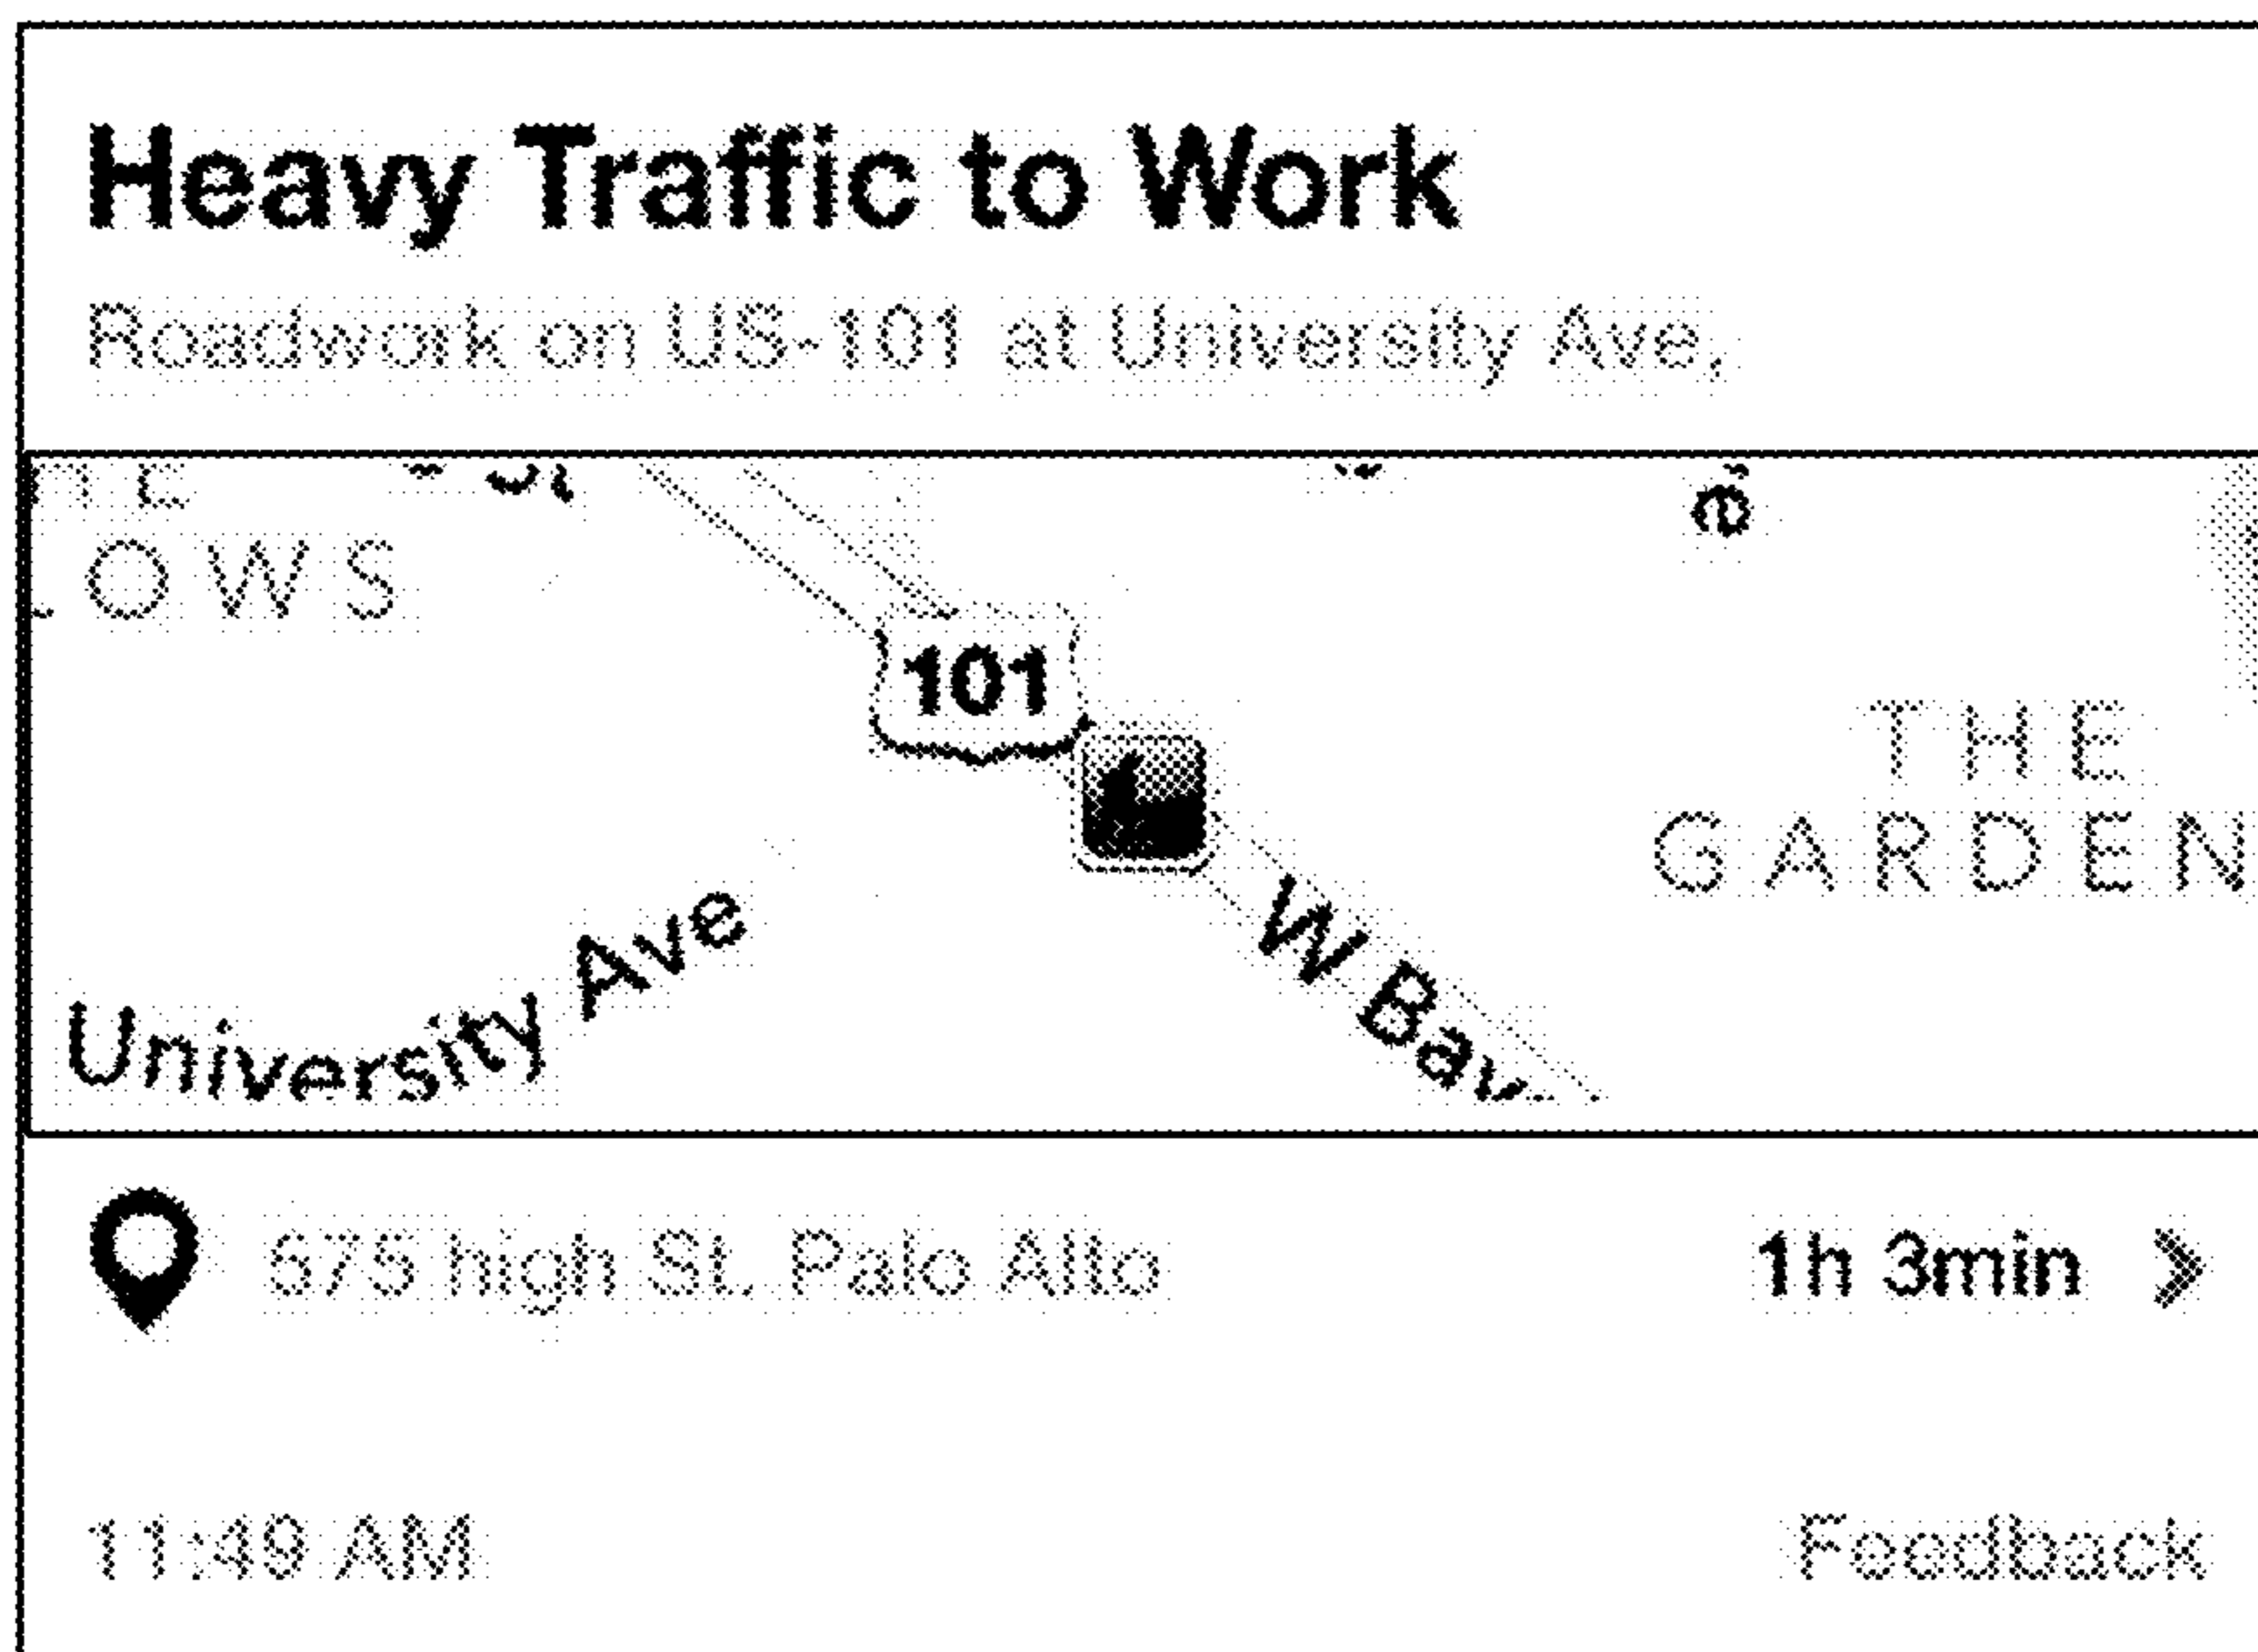 Heavy Traffic to Work
Roadwork on US-101 at University Ave,
OWS
101
THE
GARDEN
University Ave
W Bay
675 high St. Palo Alto
1h 3min
11:49 AM
Feedback